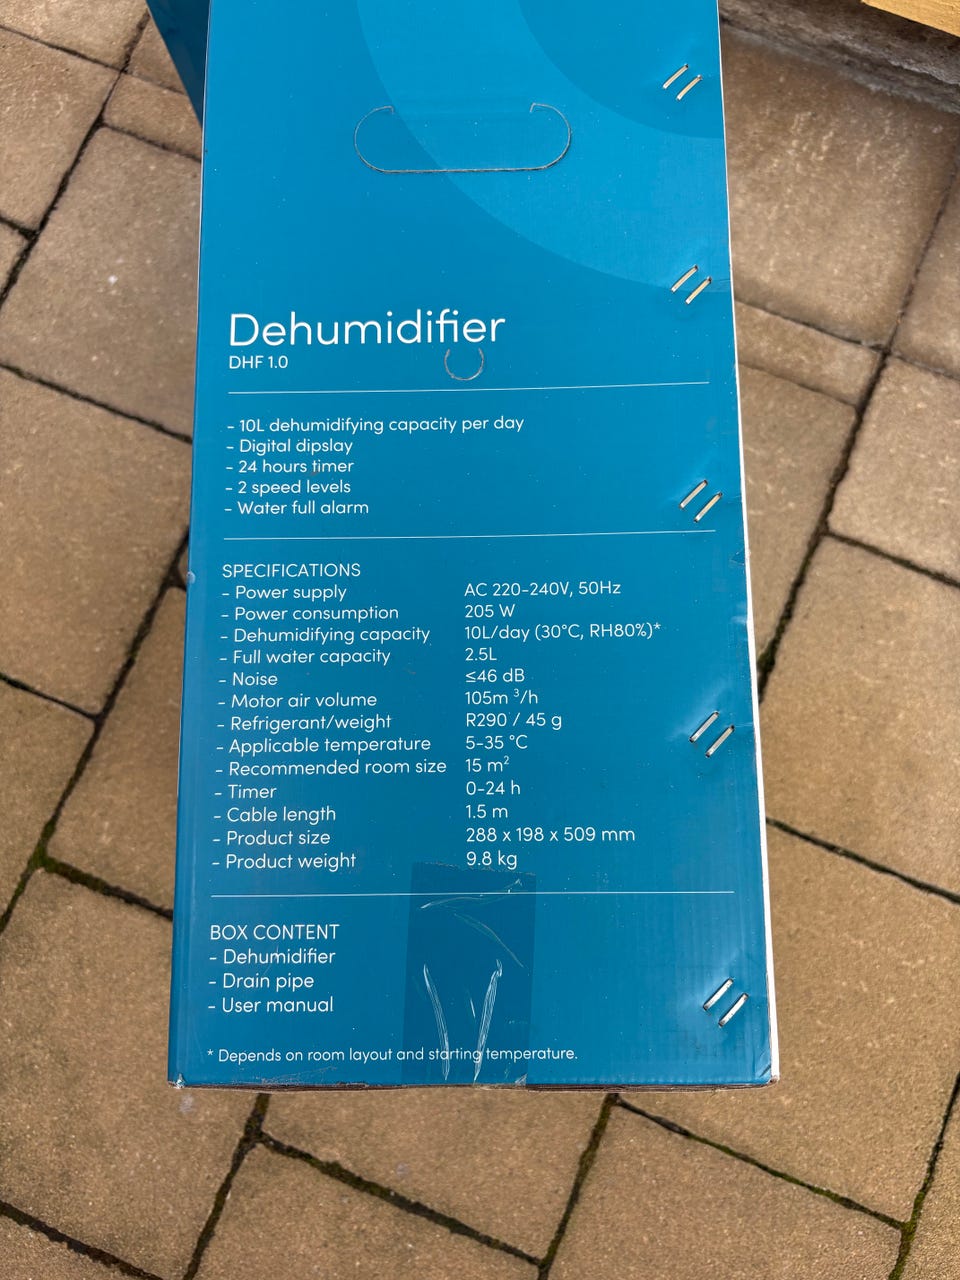 Dehumidifier
DHF 1.0
- 10L dehumidifying capacity per day
- Digital dipslay
- 24 hours timer
- 2 speed levels
- Water full alarm
SPECIFICATIONS
- Power supply AC 220-240V, 50Hz
- Power consumption 205 W
- Dehumidifying capacity 10L/day (30°C, RH80%)*
- Full water capacity 2.5L
- Noise ≤46 dB
- Motor air volume 105m ³/h
- Refrigerant/weight R290 / 45 g
- Applicable temperature 5-35 °C
- Recommended room size 15 m²
- Timer 0-24 h
- Cable length 1.5 m
- Product size 288 x 198 x 509 mm
- Product weight 9.8 kg
BOX CONTENT
- Dehumidifier
- Drain pipe
- User manual
* Depends on room layout and starting temperature.